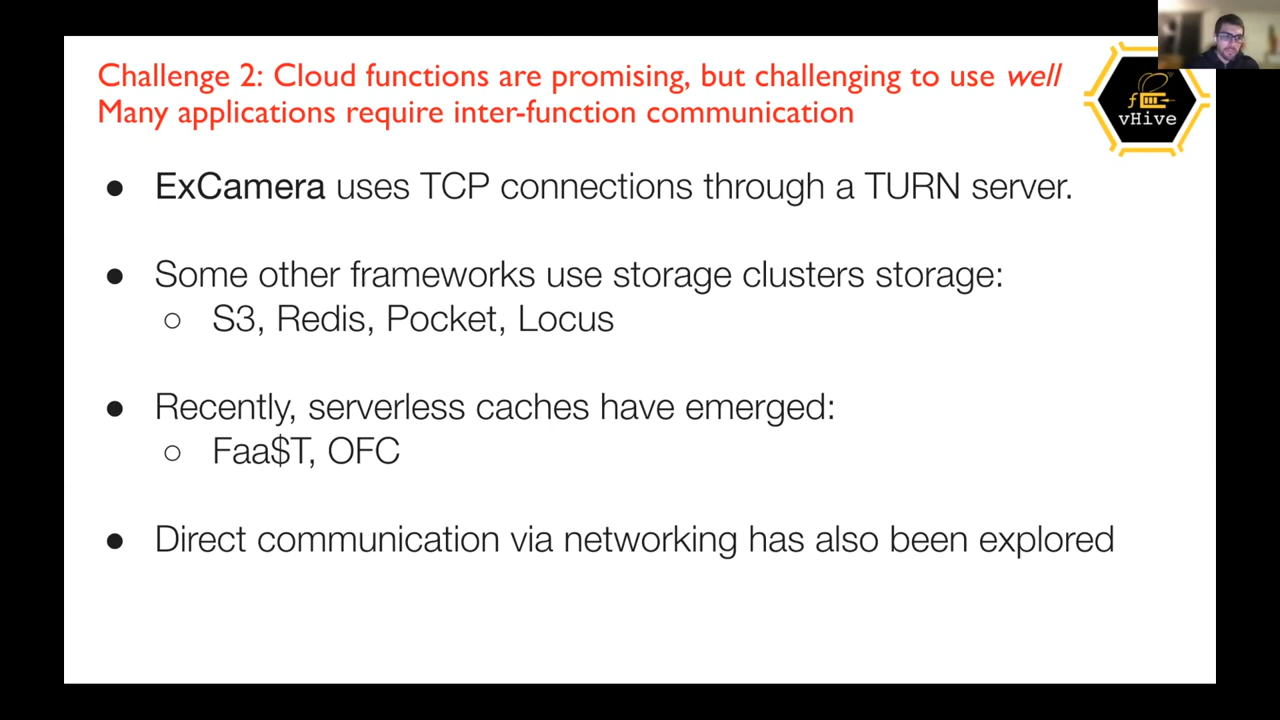 Challenge 2: Cloud functions are promising, but challenging to use well
Many applications require inter-function communication
vHive
● ExCamera uses TCP connections through a TURN server.
● Some other frameworks use storage clusters storage:
○ S3, Redis, Pocket, Locus
● Recently, serverless caches have emerged:
○ Faa$T, OFC
● Direct communication via networking has also been explored